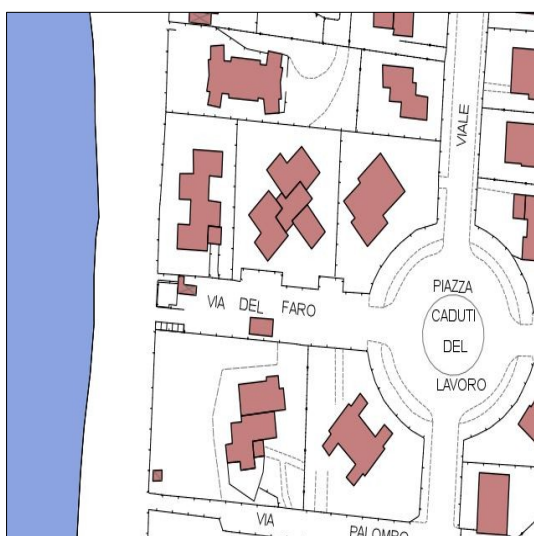 VIALE
PIAZZA
CADUTI
DEL
LAVORO
VIA DEL FARO
VIA PALOMBO